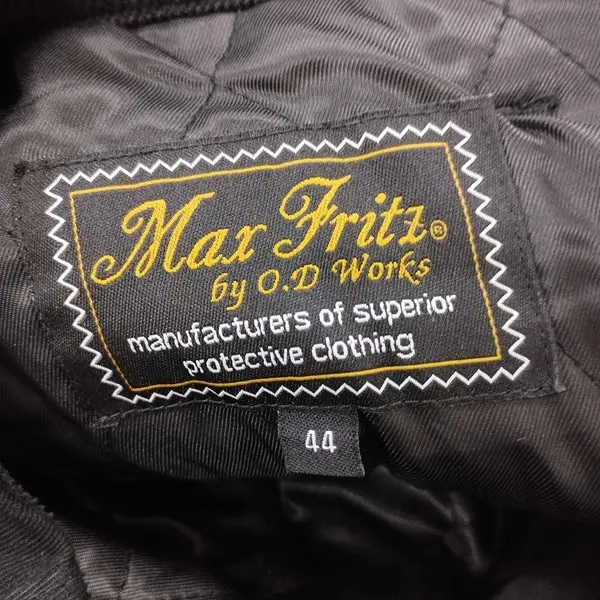 Max Fritz®
by O.D Works
manufacturers of superior
protective clothing
44